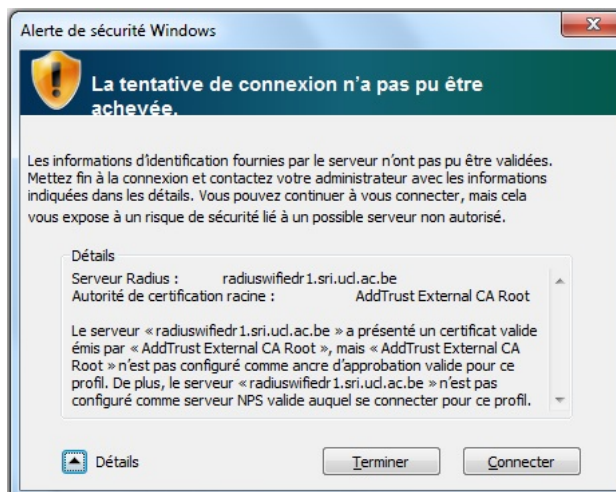 Alerte de sécurité Windows
La tentative de connexion n'a pas pu être
achevée.
Les informations d'identification fournies par le serveur n'ont pas pu être validées.
Mettez fin à la connexion et contactez votre administrateur avec les informations
indiquées dans les détails. Vous pouvez continuer à vous connecter, mais cela
vous expose à un risque de sécurité lié à un possible serveur non autorisé.
Détails
Serveur Radius : radiuswifiedr1.sri.ucl.ac.be
Autorité de certification racine : AddTrust External CA Root
Le serveur « radiuswifiedr1.sri.ucl.ac.be » a présenté un certificat valide
émis par « AddTrust External CA Root », mais « AddTrust External CA
Root » n'est pas configuré comme ancre d'approbation valide pour ce
profil. De plus, le serveur « radiuswifiedr1.sri.ucl.ac.be » n'est pas
configuré comme serveur NPS valide auquel se connecter pour ce profil.
Détails
Terminer
Connecter